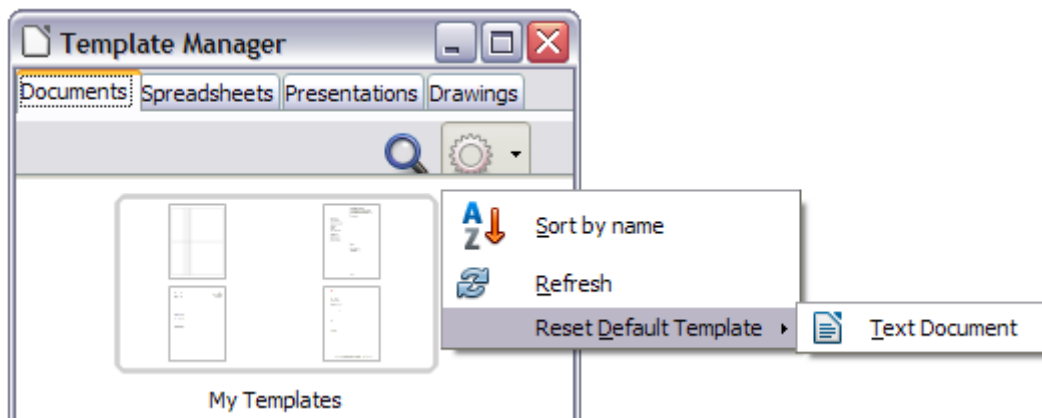 Template Manager
Documents Spreadsheets Presentations Drawings
A
Z
Sort by name
Refresh
Reset Default Template
Text Document
My Templates